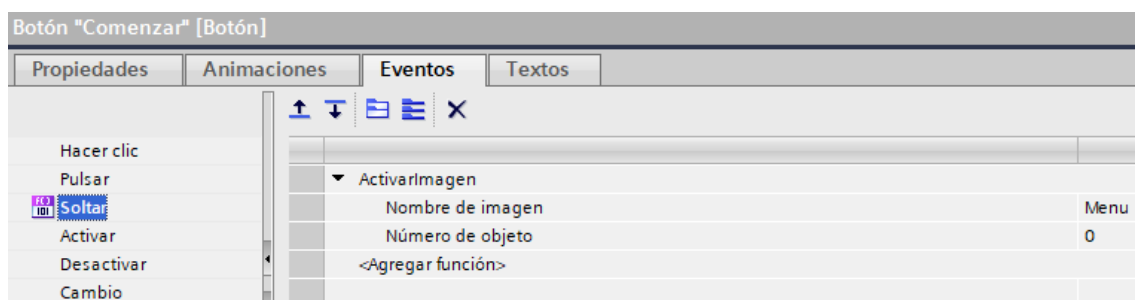 Botón "Comenzar" [Botón]
Propiedades Animaciones Eventos Textos
Hacer clic
Pulsar ActivarImagen
Soltar Nombre de imagen Menu
Activar Número de objeto 0
Desactivar <Agregar función>
Cambio